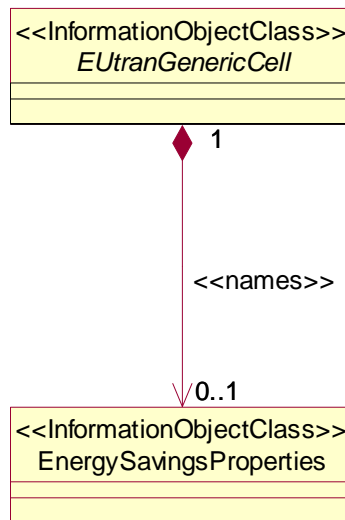 <<InformationObjectClass>>
EUtranGenericCell
1
<<names>>
0..1
<<InformationObjectClass>>
EnergySavingsProperties